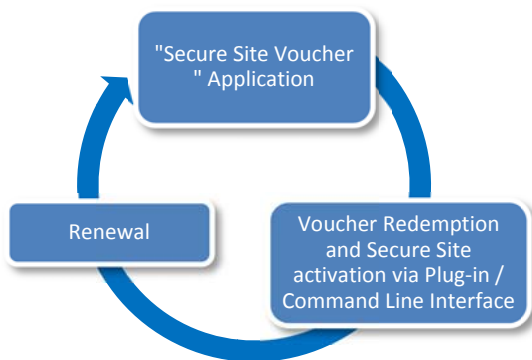 "Secure Site Voucher
" Application
Voucher Redemption
and Secure Site
activation via Plug-in /
Command Line Interface
Renewal